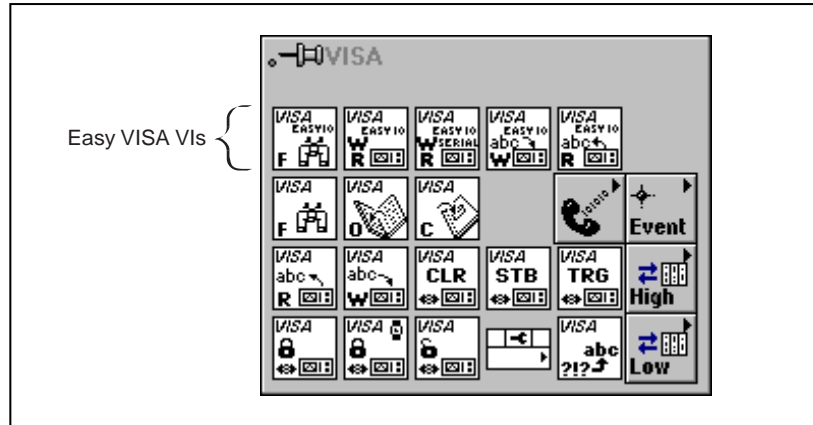 VISA
Easy VISA VIs
VISA EASY IO F
VISA EASY IO W R
VISA EASY IO W SERIAL R
VISA EASY IO abc W
VISA EASY IO abc R
VISA F
VISA O
VISA C
Event
VISA abc R
VISA abc W
VISA CLR
VISA STB
VISA TRG
High
VISA
VISA
VISA
VISA abc ?!?
Low